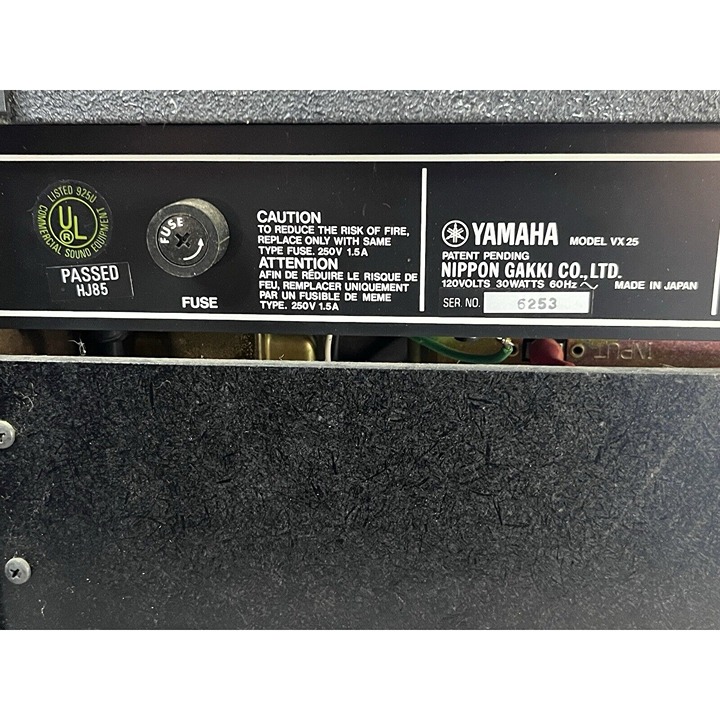 LISTED 925U
UL
®
COMMERCIAL SOUND EQUIPMENT
PASSED
HJ85
FUSE
FUSE
CAUTION
TO REDUCE THE RISK OF FIRE,
REPLACE ONLY WITH SAME
TYPE FUSE. 250V 1.5A
ATTENTION
AFIN DE RÉDUIRE LE RISQUE DE
FEU, REMPLACER UNIQUEMENT
PAR UN FUSIBLE DE MEME
TYPE. 250V 1.5A
YAMAHA MODEL VX25
PATENT PENDING
NIPPON GAKKI CO., LTD.
120VOLTS 30WATTS 60Hz ~ MADE IN JAPAN
SER. NO. 6253
INPUT